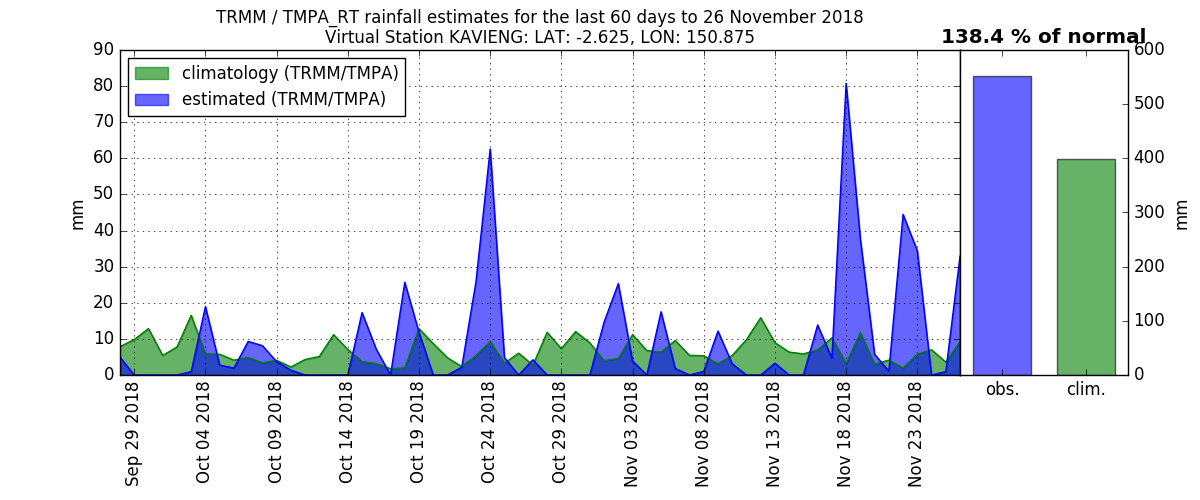 TRMM / TMPA_RT rainfall estimates for the last 60 days to 26 November 2018
Virtual Station KAVIENG: LAT: -2.625, LON: 150.875
138.4 % of normal
climatology (TRMM/TMPA)
estimated (TRMM/TMPA)
90
80
70
60
50
40
30
20
10
0
mm
Sep 29 2018
Oct 04 2018
Oct 09 2018
Oct 14 2018
Oct 19 2018
Oct 24 2018
Oct 29 2018
Nov 03 2018
Nov 08 2018
Nov 13 2018
Nov 18 2018
Nov 23 2018
obs.
clim.
600
500
400
300
200
100
0
mm